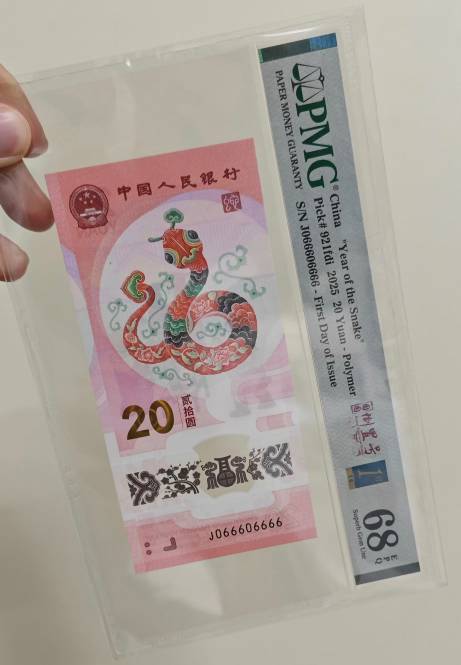 中国人民银行
20
贰拾圆
福
J066606666
PMG
PAPER MONEY GUARANTY
®
China "Year of the Snake"
Pick# 921fdi 2025 20 Yuan - Polymer
S/N J066606666 - First Day of Issue
68
EPQ
Superb Gem Unc